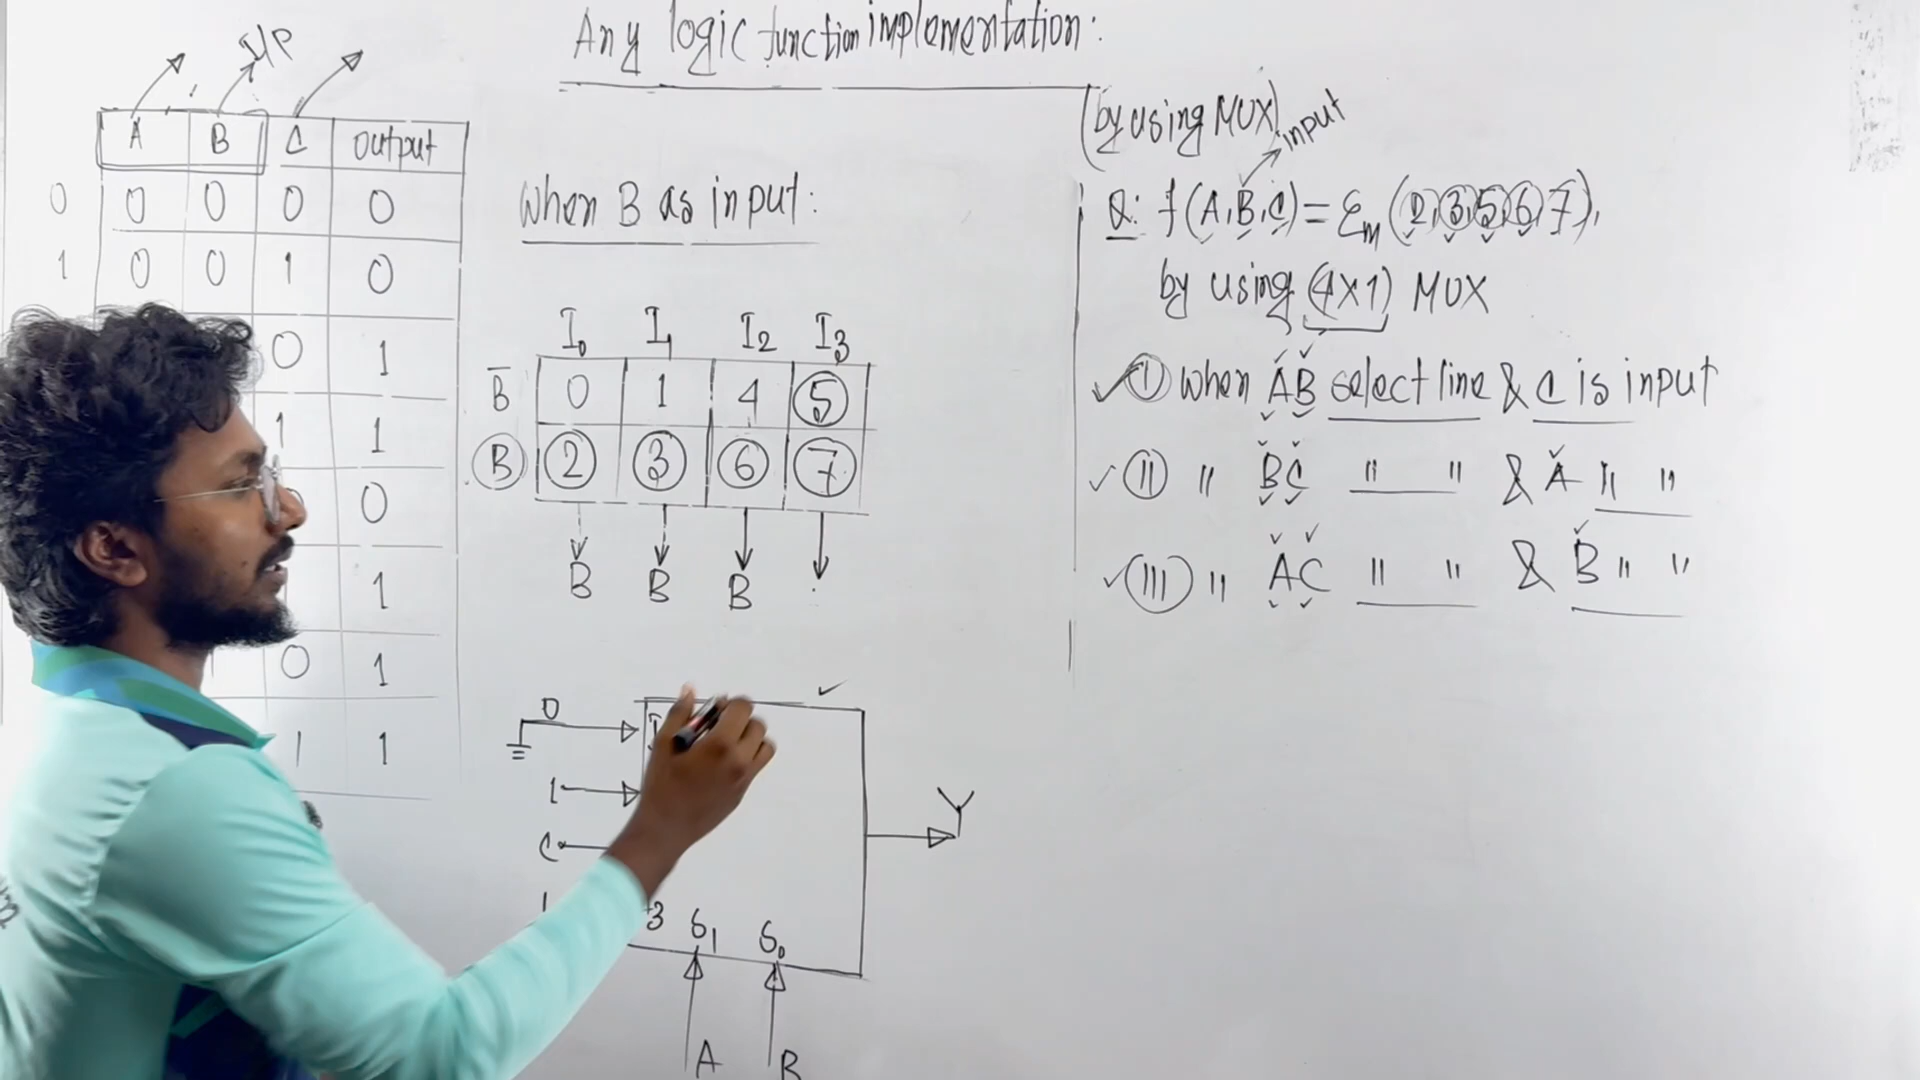 Any logic function implementation:
(by using MUX)
I/P
A B C output
0 0 0 0 0
1 0 0 1 0
0 1
1 1
0
1
0 1
1 1
when B as input:
I0 I1 I2 I3
B̅ 0 1 4 5
B 2 3 6 7
B B B
0
1
C
1
3 S1 S0
A B
Y
input
Q: f(A,B,C)=Σm(2,3,5,6,7),
by using (4x1) MUX
(I) when AB select line & C is input
(II) " BC " " & A " "
(III) " AC " " & B " "